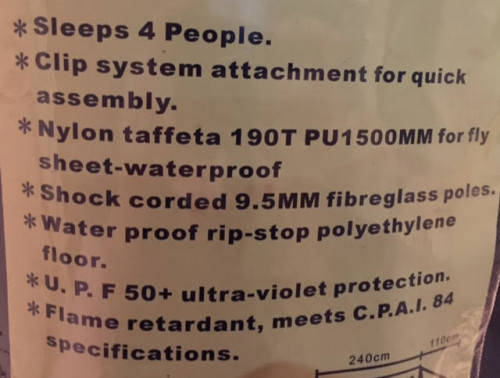 * Sleeps 4 People.
* Clip system attachment for quick
assembly.
* Nylon taffeta 190T PU1500MM for fly
sheet-waterproof
* Shock corded 9.5MM fibreglass poles.
* Water proof rip-stop polyethylene
floor.
* U. P. F 50+ ultra-violet protection.
* Flame retardant, meets C.P.A.I. 84
specifications.
240cm
110cm